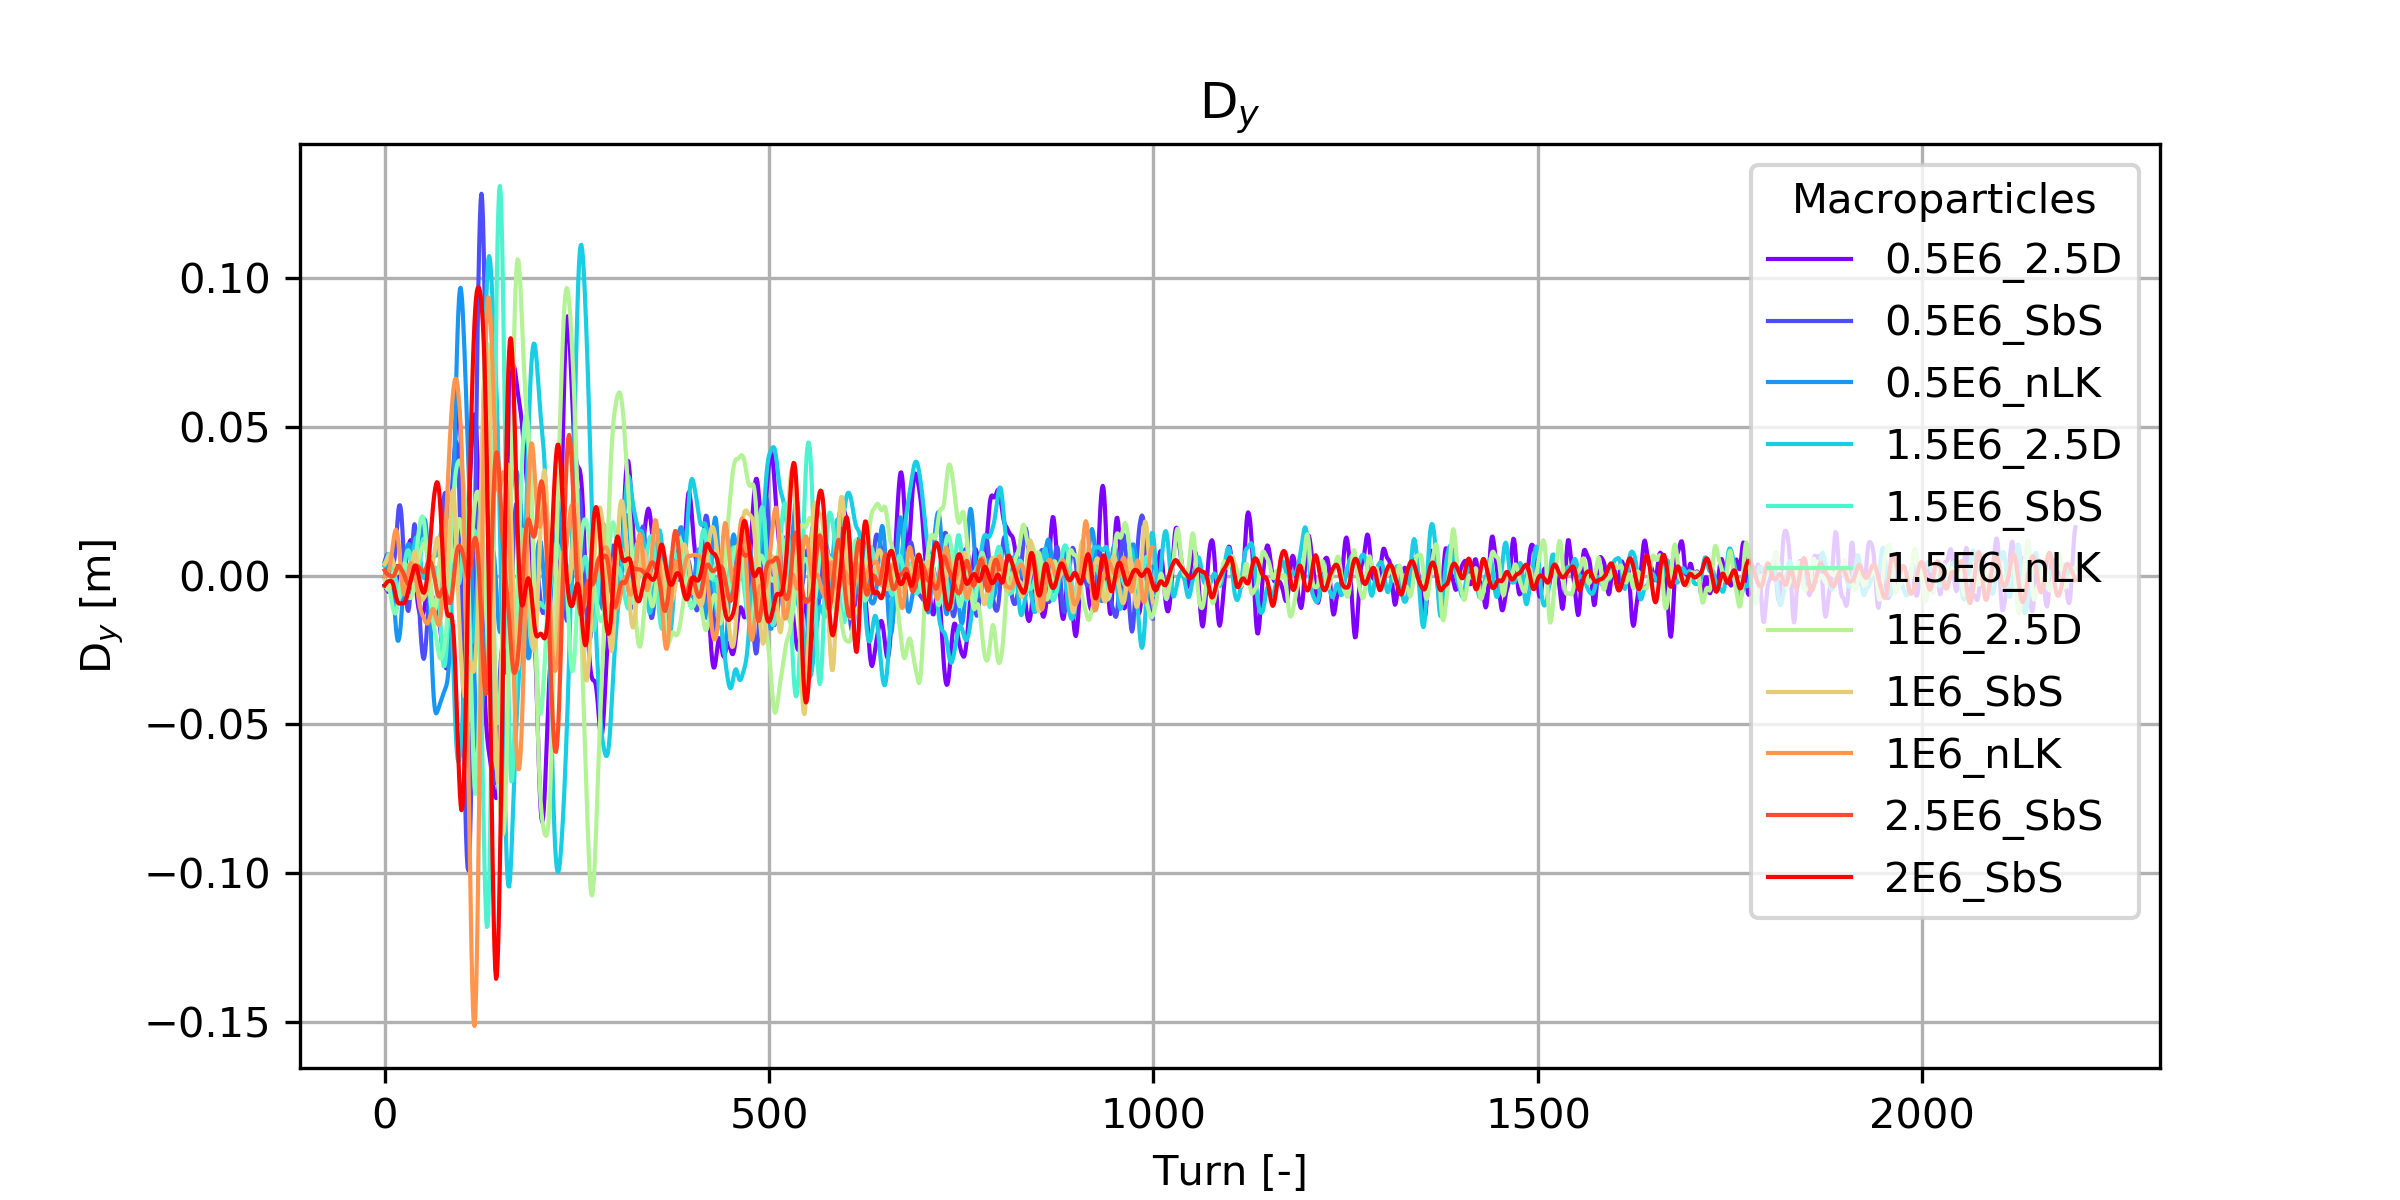 D_y
D_y [m]
0.10
0.05
0.00
−0.05
−0.10
−0.15
0
500
1000
1500
2000
Turn [-]
Macroparticles
0.5E6_2.5D
0.5E6_SbS
0.5E6_nLK
1.5E6_2.5D
1.5E6_SbS
1.5E6_nLK
1E6_2.5D
1E6_SbS
1E6_nLK
2.5E6_SbS
2E6_SbS